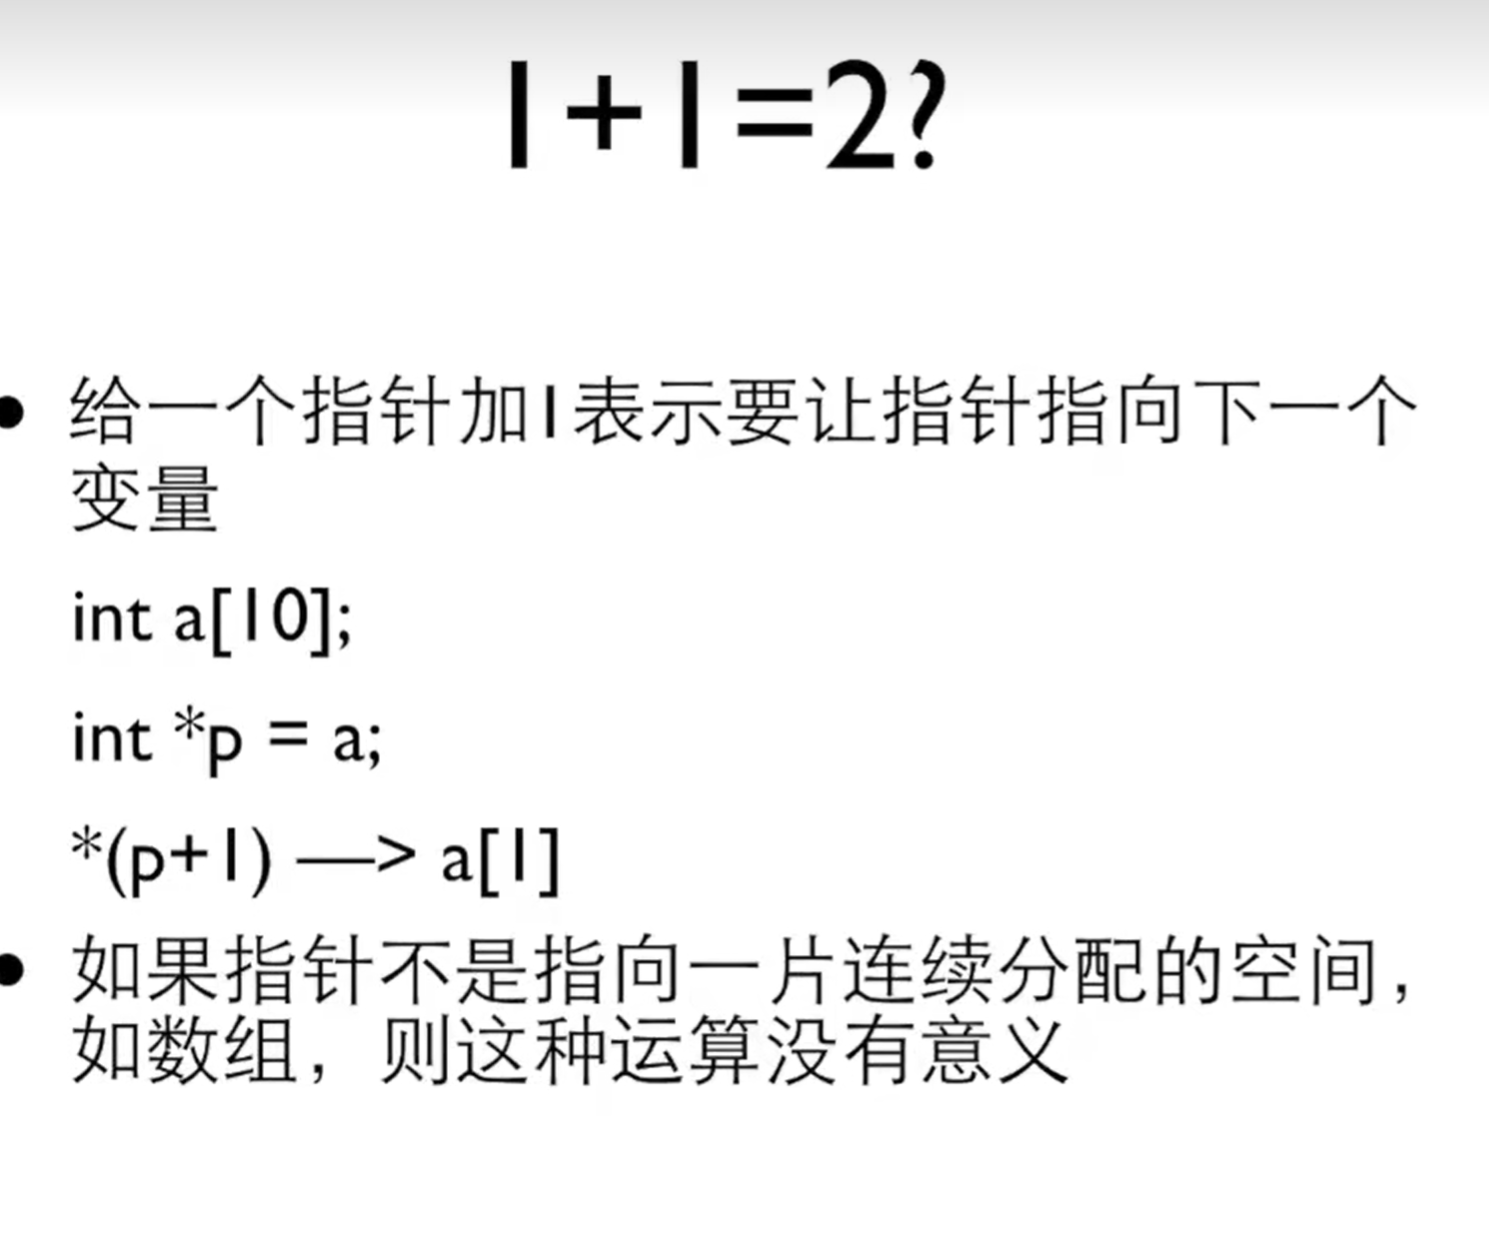 1+1=2?
• 给一个指针加1表示要让指针指向下一个
变量
int a[10];
int *p = a;
*(p+1) —> a[1]
• 如果指针不是指向一片连续分配的空间，
如数组，则这种运算没有意义